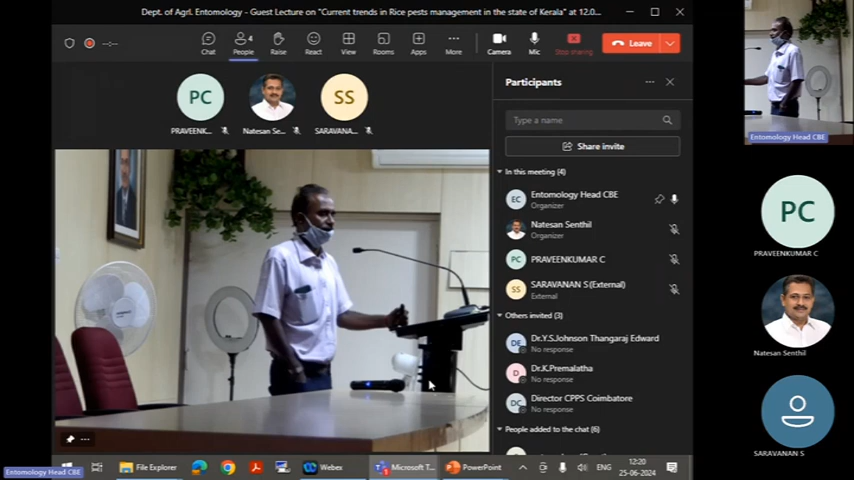 Dept. of Agrl. Entomology - Guest Lecture on "Current trends in Rice pests management in the state of Kerala" at 12.0...
--:--
Chat
4
People
Raise
React
View
Rooms
Apps
More
Camera
Mic
Stop sharing
Leave
PC
SS
PRAVEENK...
Natesan Se...
SARAVANA...
Participants
Type a name
Share invite
In this meeting (4)
EC
Entomology Head CBE
Organizer
Natesan Senthil
Organizer
PC
PRAVEENKUMAR C
SS
SARAVANAN S(External)
External
Others invited (3)
DE
Dr.Y.S.Johnson Thangaraj Edward
No response
D
Dr.K.Premalatha
No response
DC
Director CPPS Coimbatore
No response
People added to the chat (6)
Entomology Head CBE
PC
PRAVEENKUMAR C
Natesan Senthil
SARAVANAN S
Entomology Head CBE
File Explorer
Webex
Microsoft T...
PowerPoint
ENG
12:20
25-06-2024